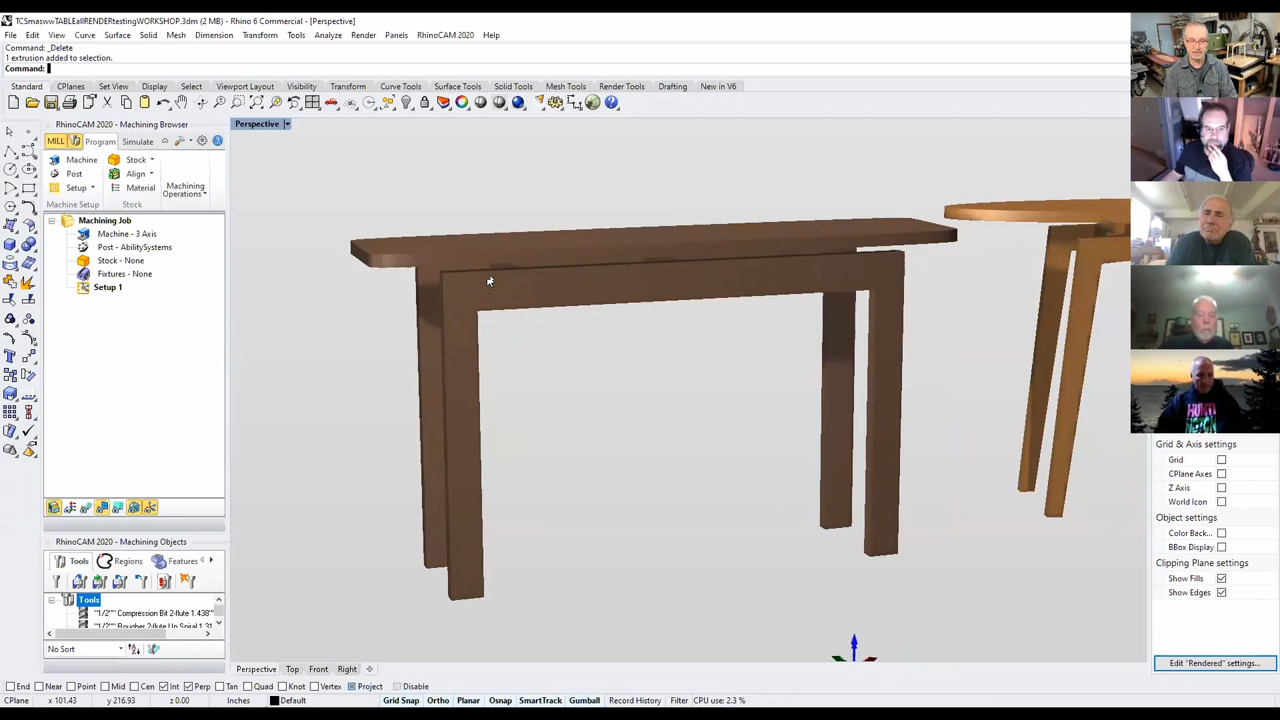 TCSmaswwTABLEallRENDERtestingWORKSHOP.3dm (2 MB) - Rhino 6 Commercial - [Perspective]
File Edit View Curve Surface Solid Mesh Dimension Transform Tools Analyze Render Panels RhinoCAM 2020 Help
Command: _Delete
1 extrusion added to selection.
Command:
Standard CPlanes Set View Display Select Viewport Layout Visibility Transform Curve Tools Surface Tools Solid Tools Mesh Tools Render Tools Drafting New in V6
RhinoCAM 2020 - Machining Browser
MILL Program Simulate
Machine Stock
Post Align
Setup Material
Machining Operations
Machine Setup Stock
Machining Job
Machine - 3 Axis
Post - AbilitySystems
Stock - None
Fixtures - None
Setup 1
RhinoCAM 2020 - Machining Objects
Tools Regions Features
Tools
"1/2"" Compression Bit 2-flute 1.438"
No Sort
Perspective
Grid & Axis settings
Grid
CPlane Axes
Z Axis
World Icon
Object settings
Color Back...
BBox Display
Clipping Plane settings
Show Fills
Show Edges
Edit "Rendered" settings...
Perspective Top Front Right
End Near Point Mid Cen Int Perp Tan Quad Knot Vertex Project Disable
CPlane x 101.43 y 216.93 z 0.00 Inches Default Grid Snap Ortho Planar Osnap SmartTrack Gumball Record History Filter CPU use: 2.3 %